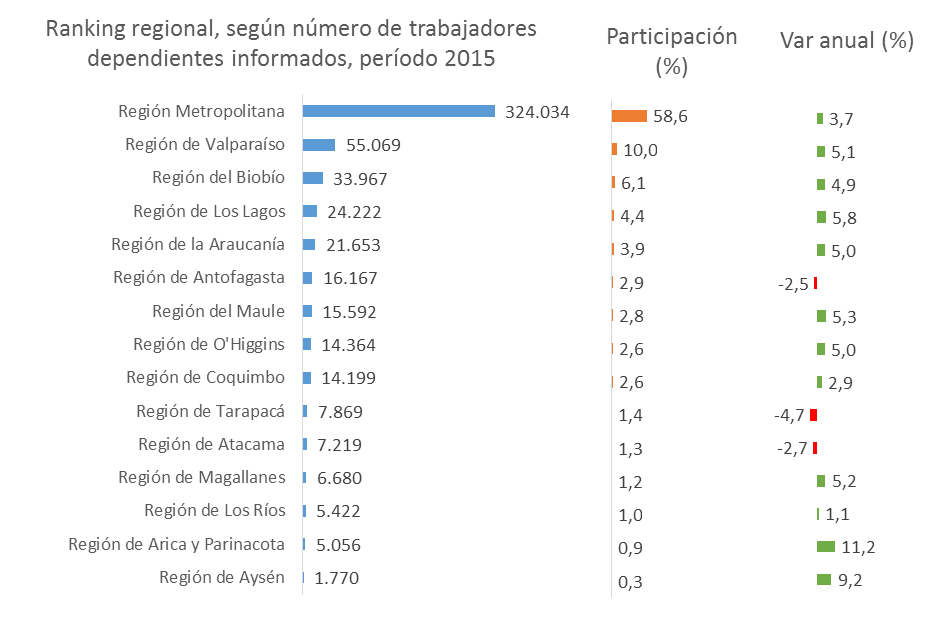 Ranking regional, según número de trabajadores
dependientes informados, período 2015
Participación
(%)
Var anual (%)
Región Metropolitana 324.034 58,6 3,7
Región de Valparaíso 55.069 10,0 5,1
Región del Biobío 33.967 6,1 4,9
Región de Los Lagos 24.222 4,4 5,8
Región de la Araucanía 21.653 3,9 5,0
Región de Antofagasta 16.167 2,9 -2,5
Región del Maule 15.592 2,8 5,3
Región de O'Higgins 14.364 2,6 5,0
Región de Coquimbo 14.199 2,6 2,9
Región de Tarapacá 7.869 1,4 -4,7
Región de Atacama 7.219 1,3 -2,7
Región de Magallanes 6.680 1,2 5,2
Región de Los Ríos 5.422 1,0 1,1
Región de Arica y Parinacota 5.056 0,9 11,2
Región de Aysén 1.770 0,3 9,2